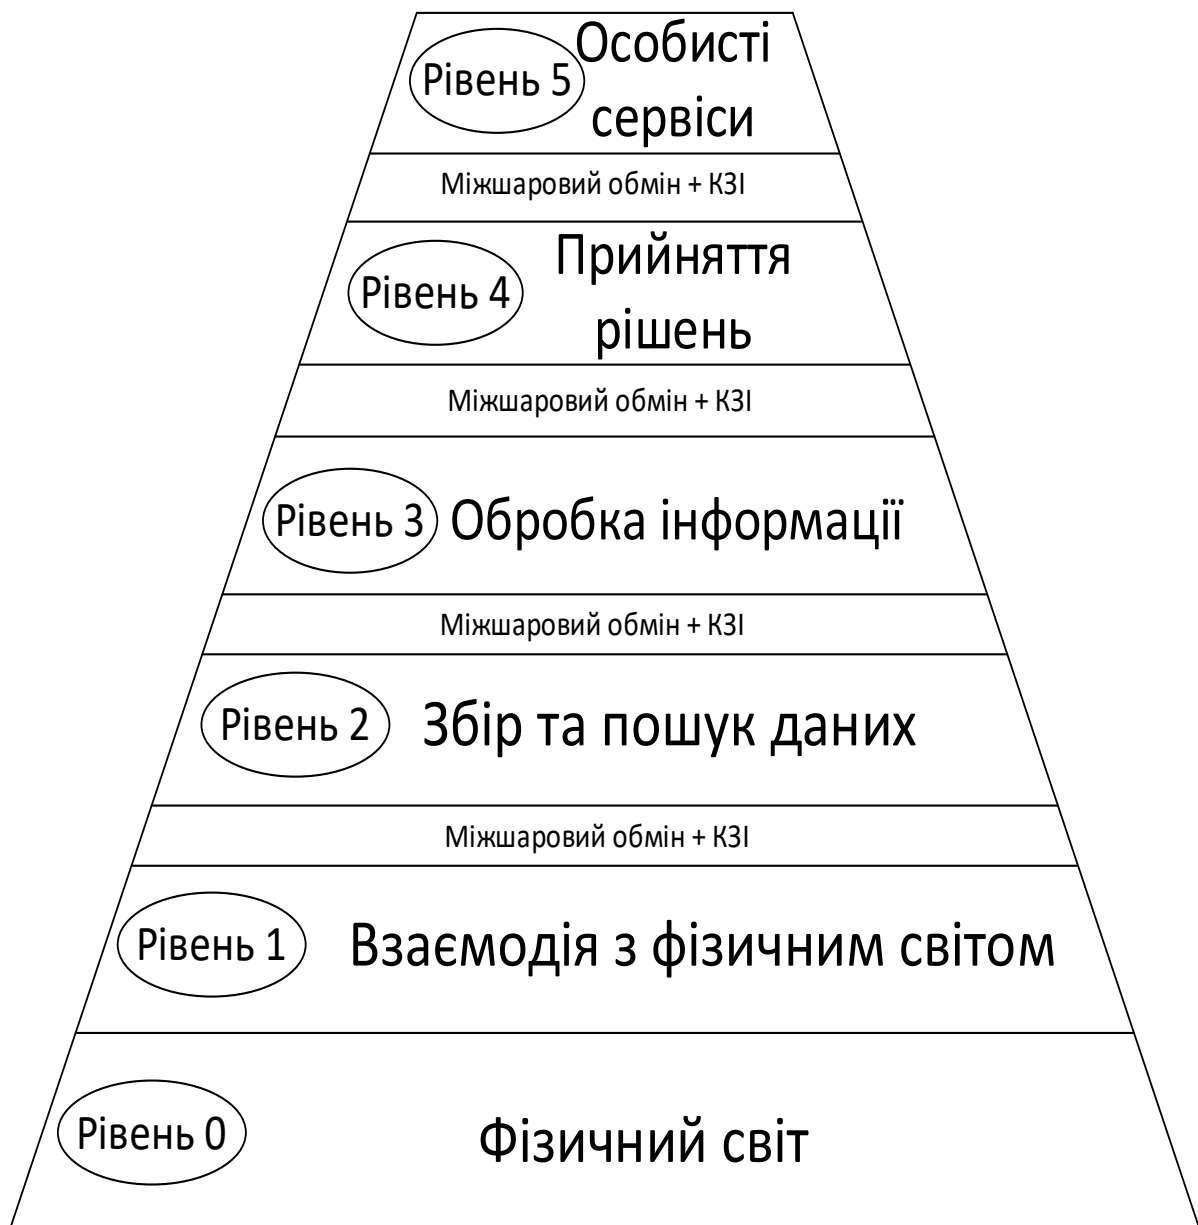 Рівень 5
Особисті
сервіси
Міжшаровий обмін + КЗІ
Рівень 4
Прийняття
рішень
Міжшаровий обмін + КЗІ
Рівень 3 Обробка інформації
Міжшаровий обмін + КЗІ
Рівень 2 Збір та пошук даних
Міжшаровий обмін + КЗІ
Рівень 1 Взаємодія з фізичним світом
Рівень 0 Фізичний світ